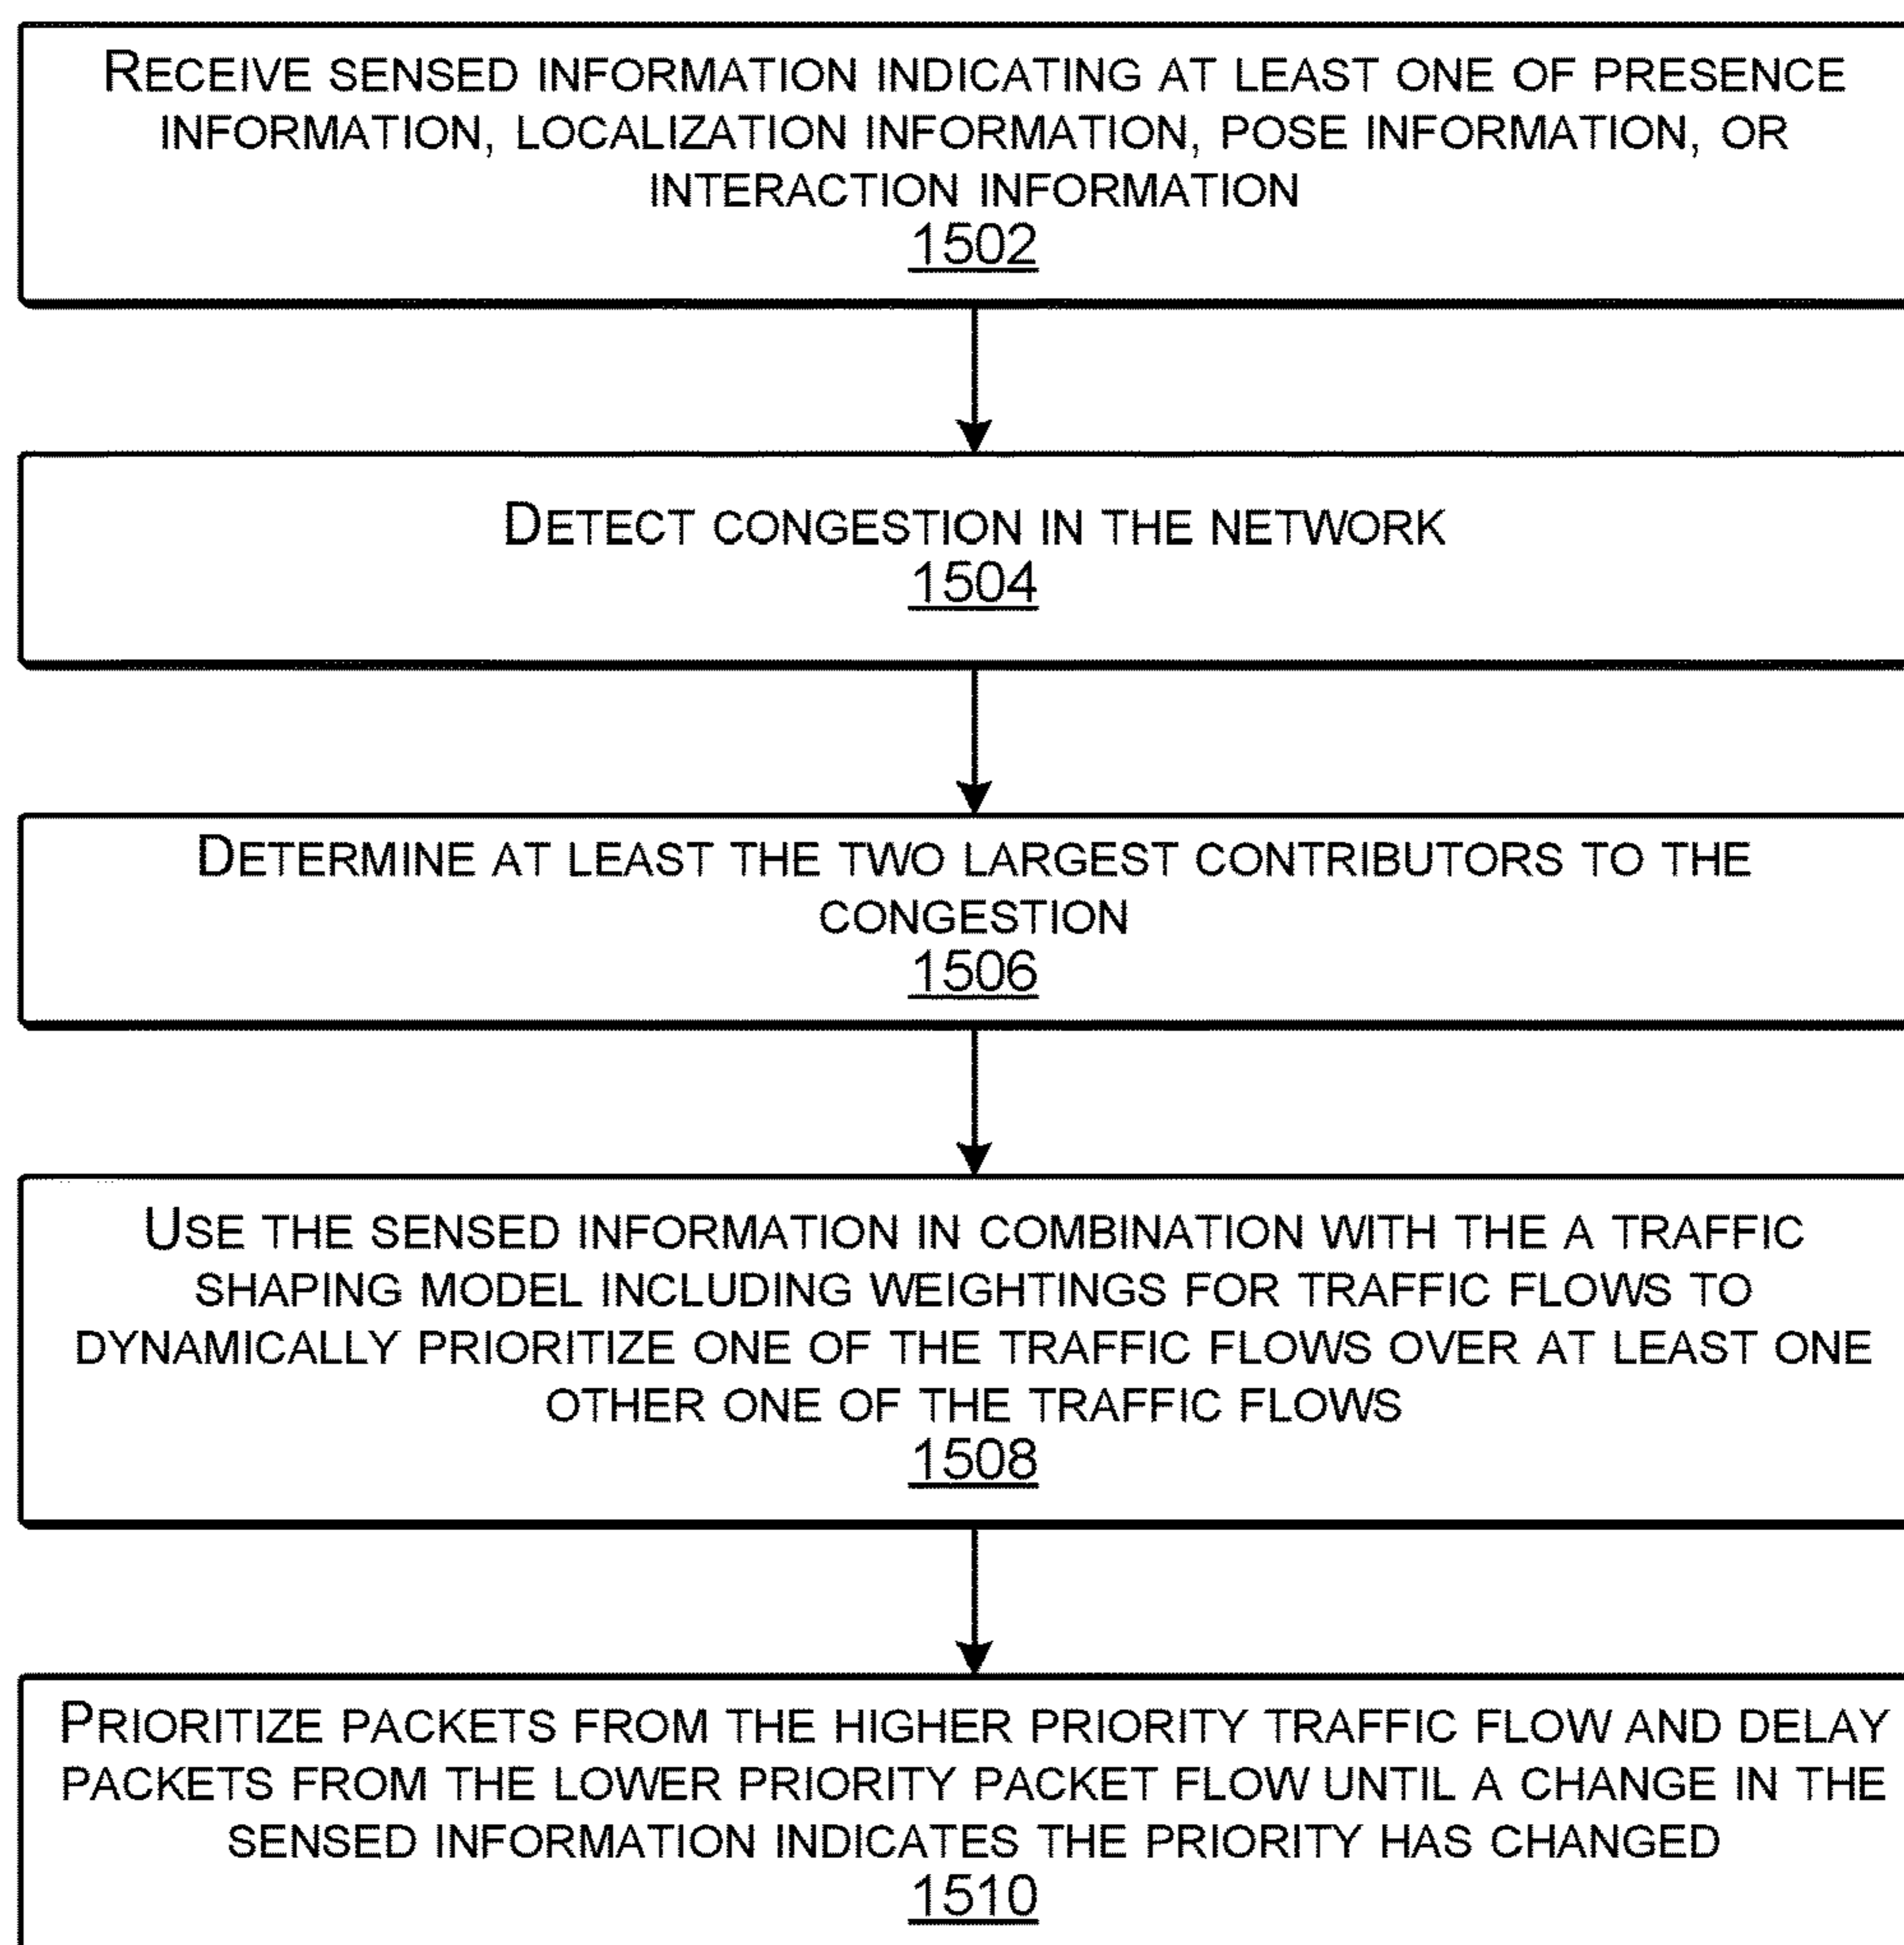 RECEIVE SENSED INFORMATION INDICATING AT LEAST ONE OF PRESENCE
INFORMATION, LOCALIZATION INFORMATION, POSE INFORMATION, OR
INTERACTION INFORMATION
1502
DETECT CONGESTION IN THE NETWORK
1504
DETERMINE AT LEAST THE TWO LARGEST CONTRIBUTORS TO THE
CONGESTION
1506
USE THE SENSED INFORMATION IN COMBINATION WITH THE A TRAFFIC
SHAPING MODEL INCLUDING WEIGHTINGS FOR TRAFFIC FLOWS TO
DYNAMICALLY PRIORITIZE ONE OF THE TRAFFIC FLOWS OVER AT LEAST ONE
OTHER ONE OF THE TRAFFIC FLOWS
1508
PRIORITIZE PACKETS FROM THE HIGHER PRIORITY TRAFFIC FLOW AND DELAY
PACKETS FROM THE LOWER PRIORITY PACKET FLOW UNTIL A CHANGE IN THE
SENSED INFORMATION INDICATES THE PRIORITY HAS CHANGED
1510